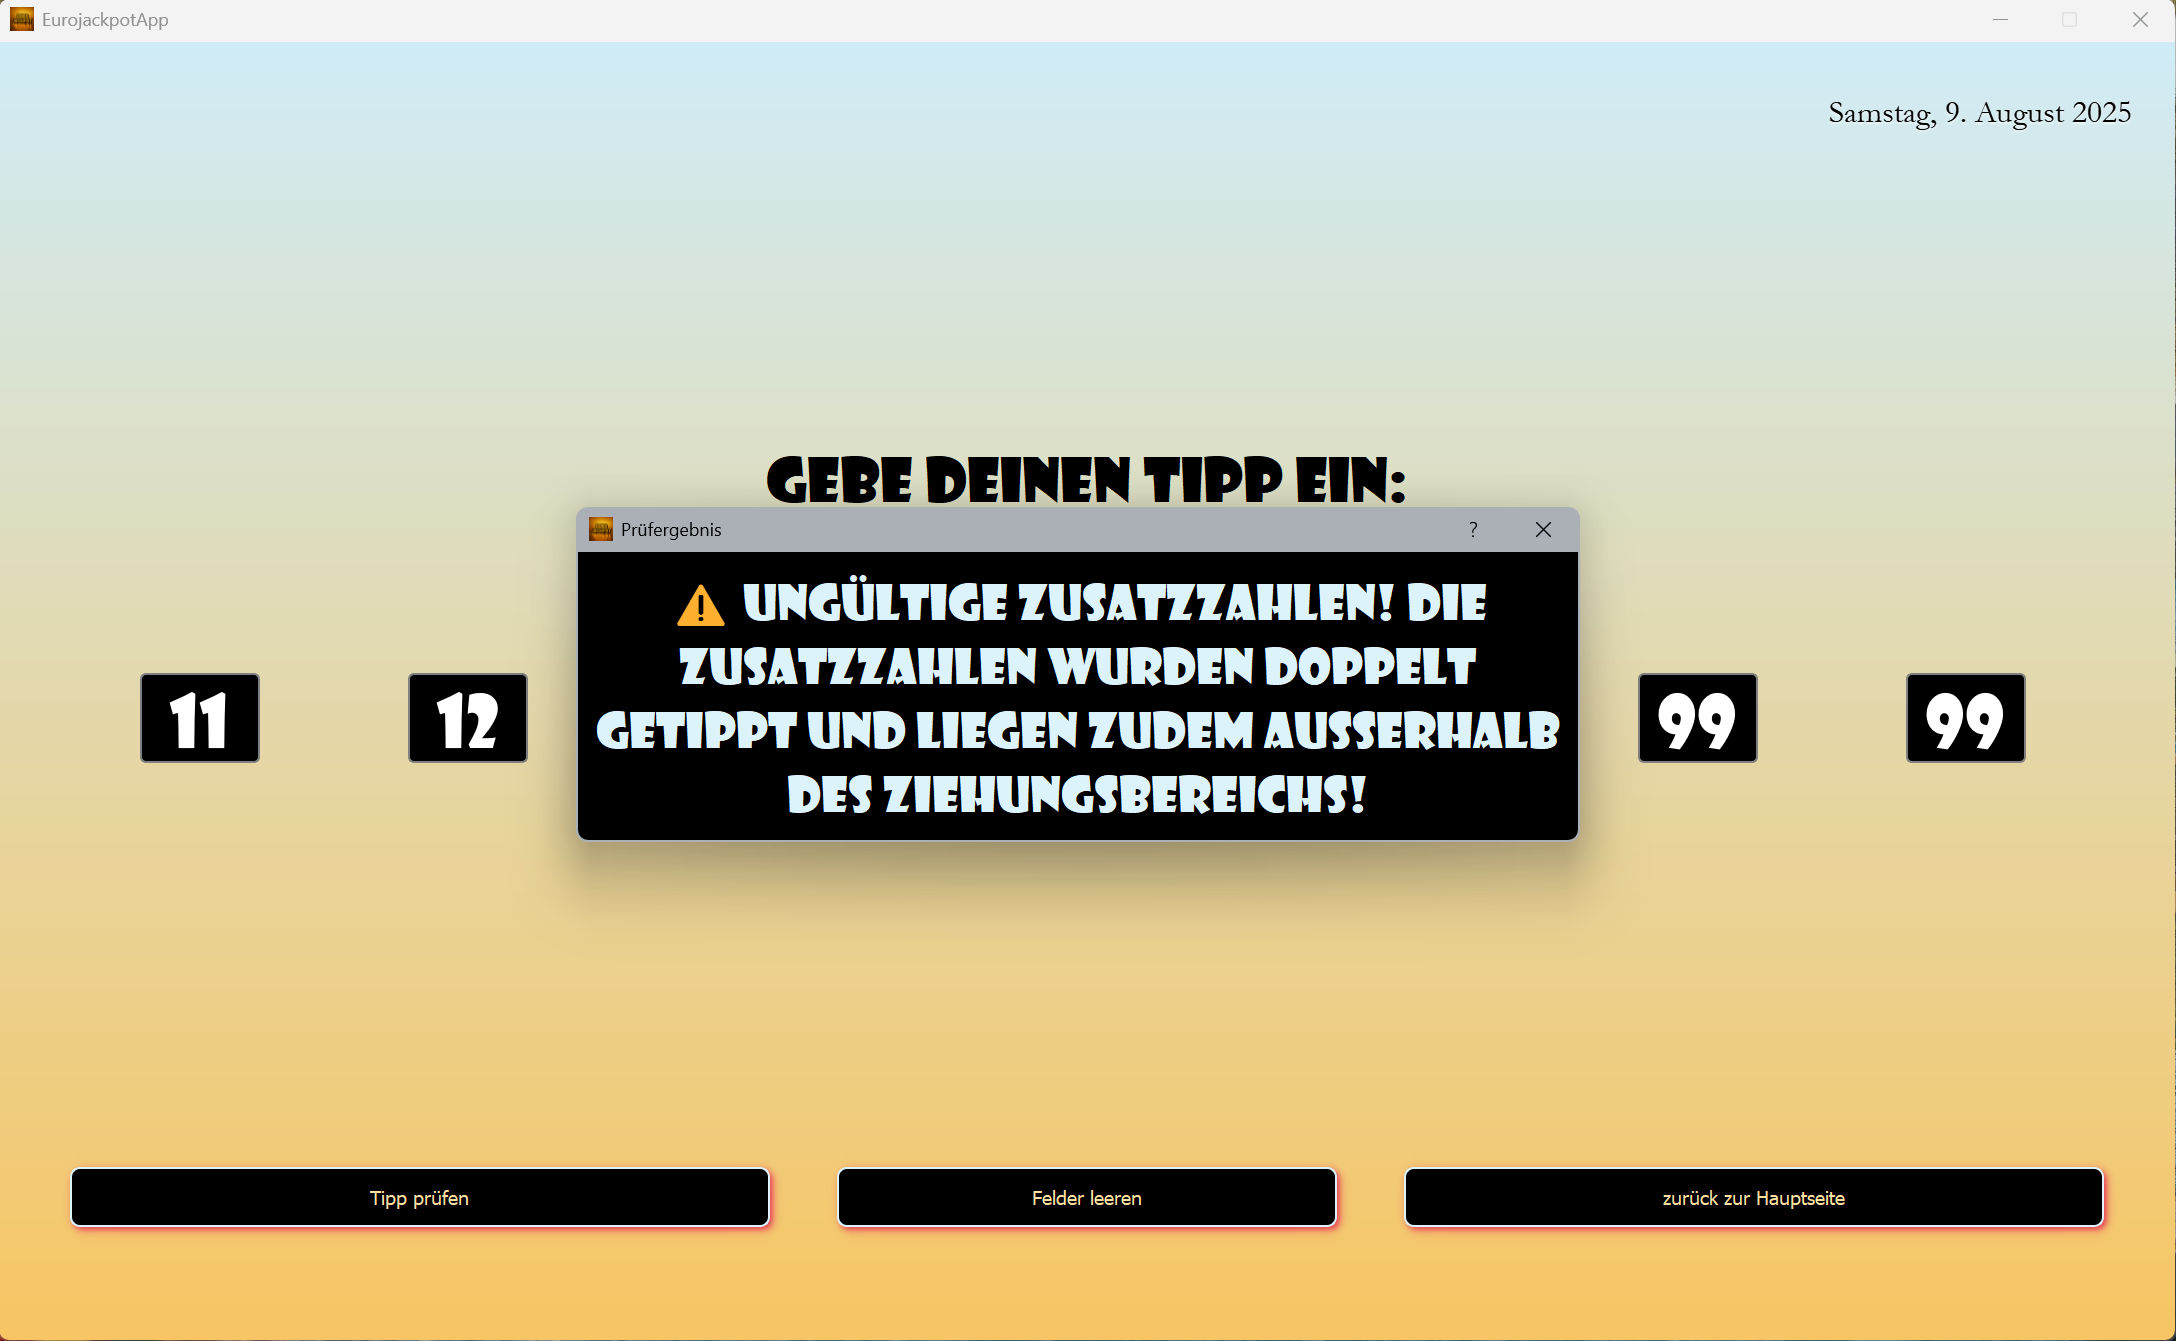 EurojackpotApp
Samstag, 9. August 2025
GEBE DEINEN TIPP EIN:
Prüfergebnis
?
UNGÜLTIGE ZUSATZZAHLEN! DIE
ZUSATZZAHLEN WURDEN DOPPELT
GETIPPT UND LIEGEN ZUDEM AUSSERHALB
DES ZIEHUNGSBEREICHS!
11 12 99 99
Tipp prüfen Felder leeren zurück zur Hauptseite